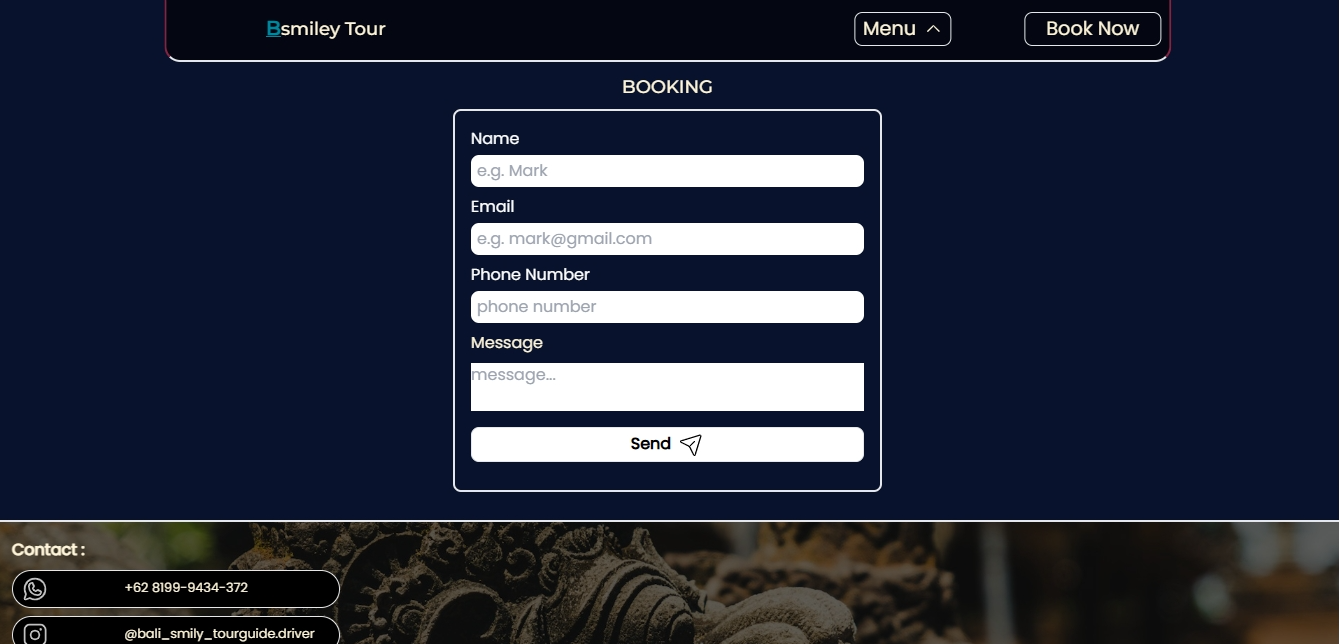 Bsmiley Tour
Menu
Book Now
BOOKING
Name
e.g. Mark
Email
e.g. mark@gmail.com
Phone Number
phone number
Message
message...
Send
Contact :
+62 8199-9434-372
@bali_smily_tourguide.driver